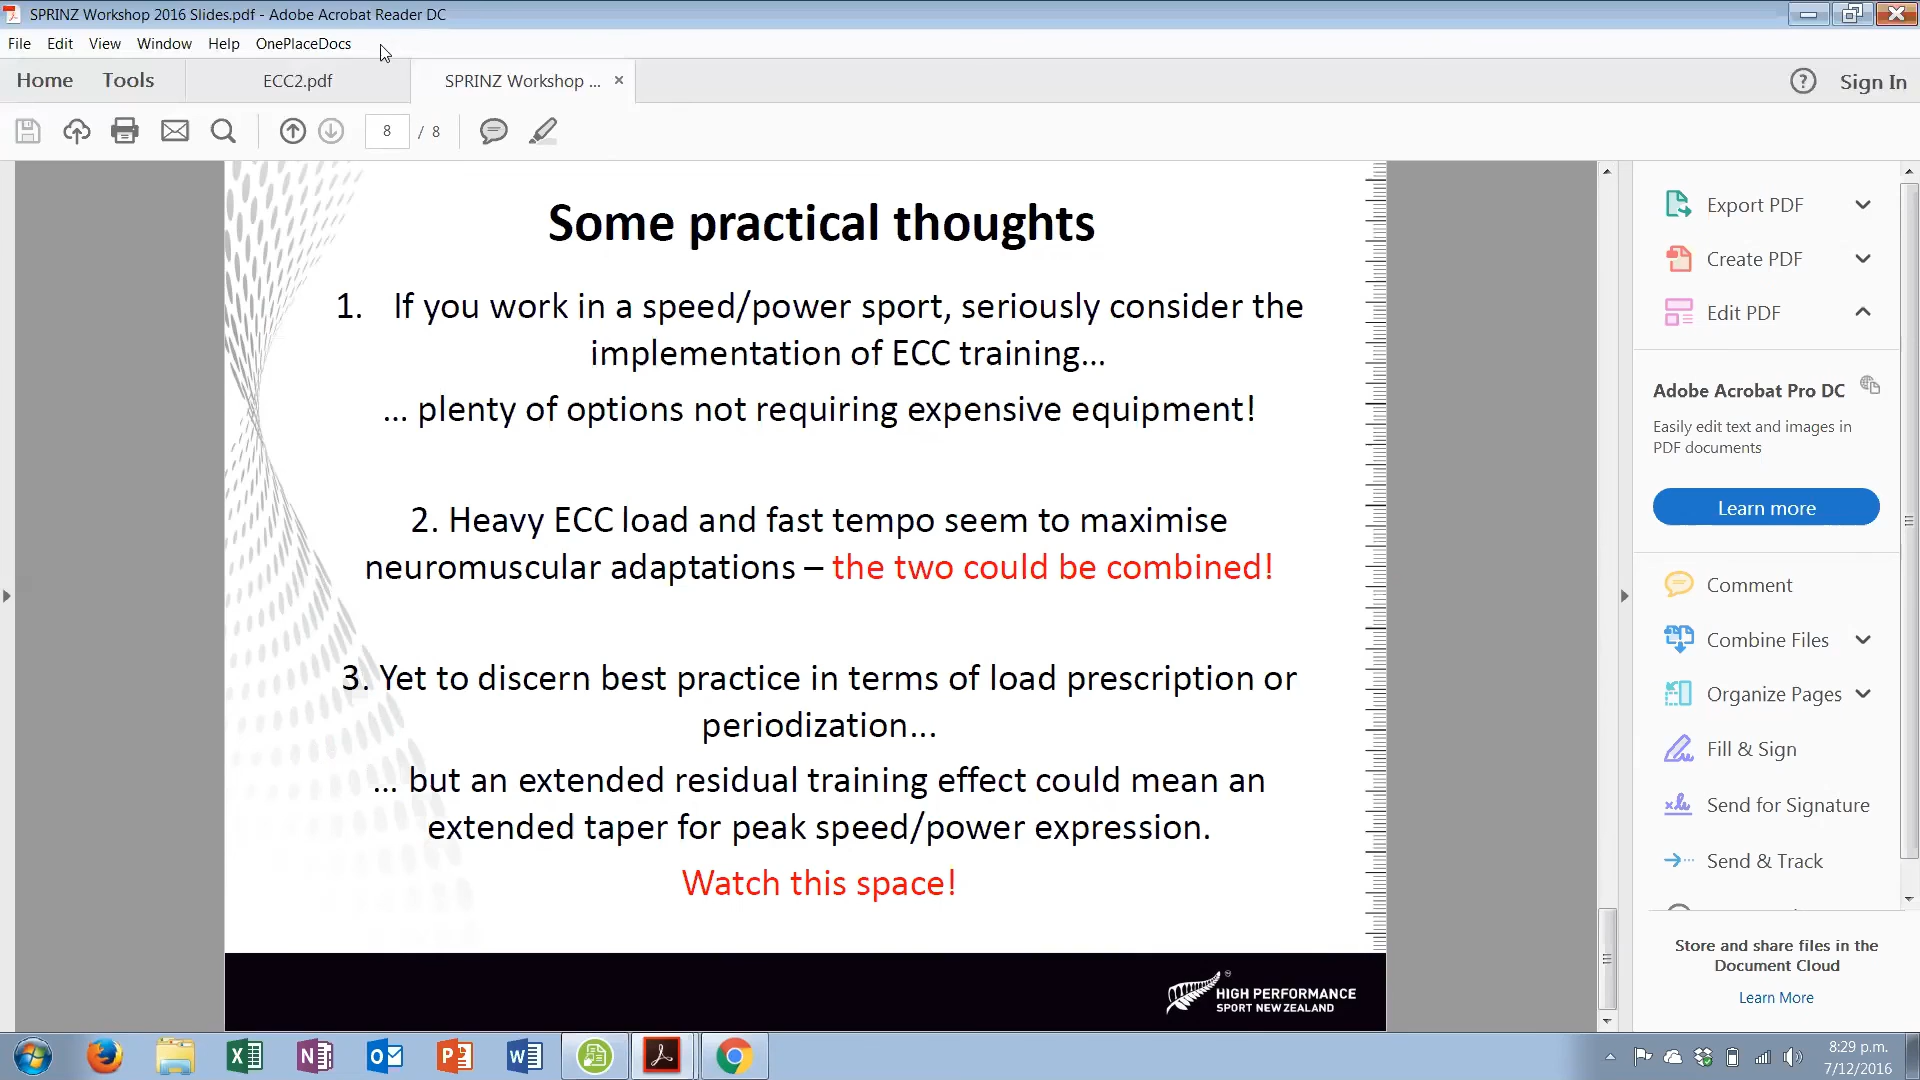 SPRINZ Workshop 2016 Slides.pdf - Adobe Acrobat Reader DC
File Edit View Window Help OnePlaceDocs
Home Tools ECC2.pdf SPRINZ Workshop ... × Sign In
8 / 8
Some practical thoughts
1. If you work in a speed/power sport, seriously consider the
implementation of ECC training...
... plenty of options not requiring expensive equipment!
2. Heavy ECC load and fast tempo seem to maximise
neuromuscular adaptations – the two could be combined!
3. Yet to discern best practice in terms of load prescription or
periodization...
... but an extended residual training effect could mean an
extended taper for peak speed/power expression.
Watch this space!
HIGH PERFORMANCE
SPORT NEW ZEALAND
Export PDF
Create PDF
Edit PDF
Adobe Acrobat Pro DC
Easily edit text and images in
PDF documents
Learn more
Comment
Combine Files
Organize Pages
Fill & Sign
Send for Signature
Send & Track
Store and share files in the
Document Cloud
Learn More
8:29 p.m.
7/12/2016